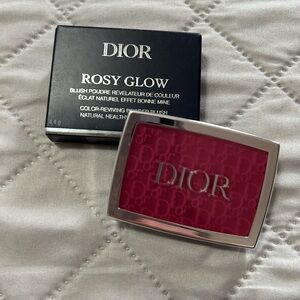 DIOR
ROSY GLOW
BLUSH POUDRE RÉVÉLATEUR DE COULEUR
ÉCLAT NATUREL EFFET BONNE MINE
COLOR-REVIVING BLUSH
NATURAL HEALTHY
DIOR